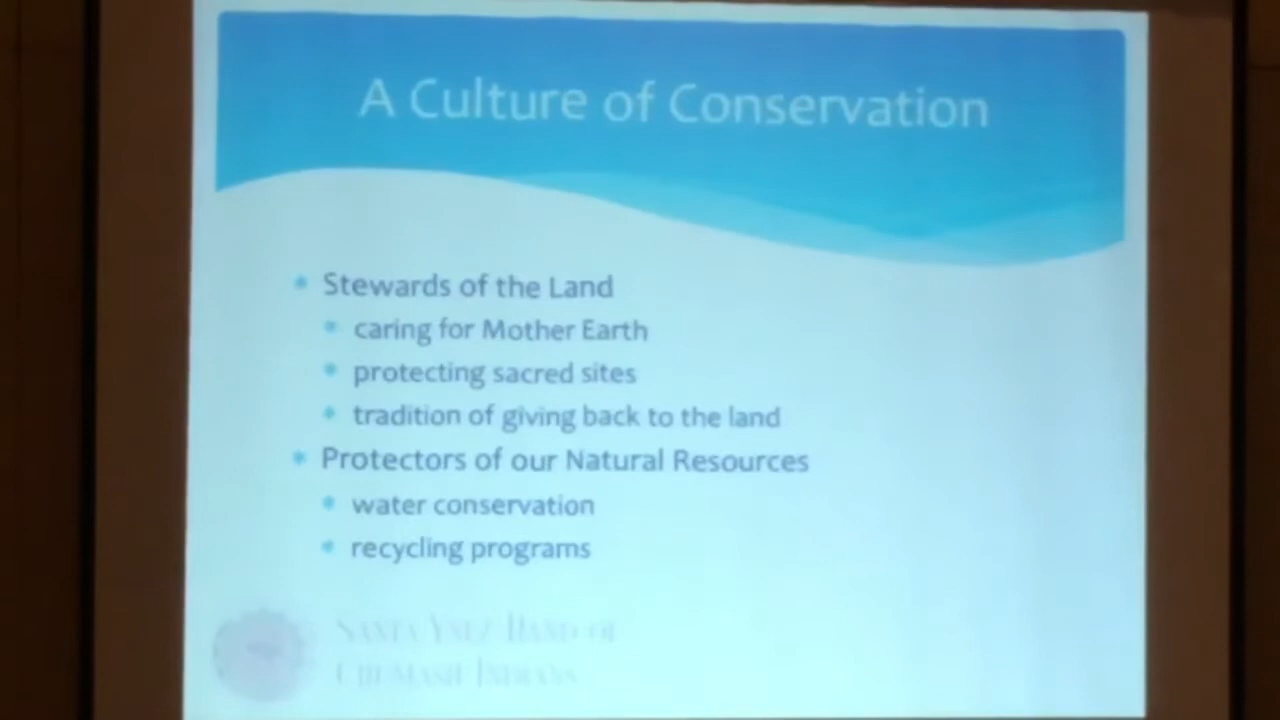 A Culture of Conservation
Stewards of the Land
caring for Mother Earth
protecting sacred sites
tradition of giving back to the land
Protectors of our Natural Resources
water conservation
recycling programs
SANTA YNEZ BAND OF
CHUMASH INDIANS